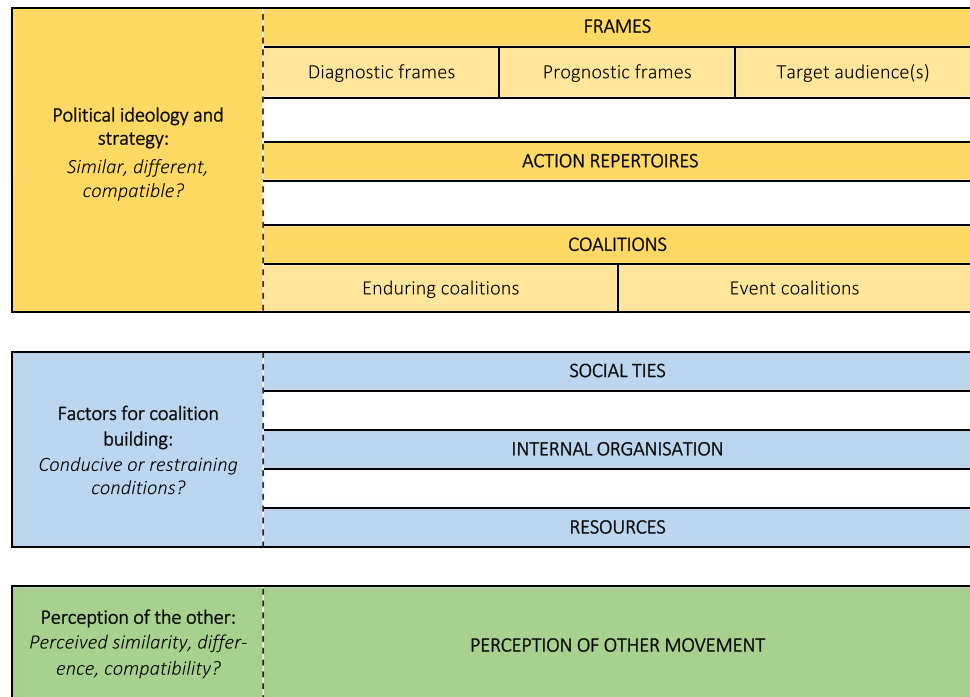 FRAMES
Diagnostic frames
Prognostic frames
Target audience(s)
Political ideology and
strategy:
Similar, different,
compatible?
ACTION REPERTOIRES
COALITIONS
Enduring coalitions
Event coalitions
SOCIAL TIES
Factors for coalition
building:
Conducive or restraining
conditions?
INTERNAL ORGANISATION
RESOURCES
Perception of the other:
Perceived similarity, differ-
ence, compatibility?
PERCEPTION OF OTHER MOVEMENT